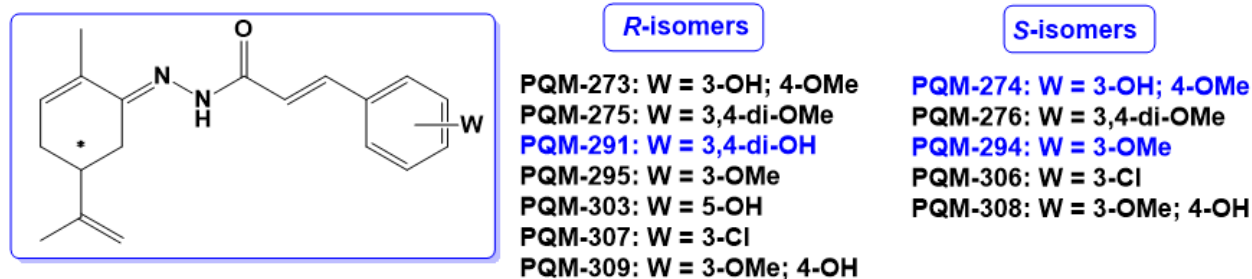 O
N
N
H
W
*
R-isomers
PQM-273: W = 3-OH; 4-OMe
PQM-275: W = 3,4-di-OMe
PQM-291: W = 3,4-di-OH
PQM-295: W = 3-OMe
PQM-303: W = 5-OH
PQM-307: W = 3-Cl
PQM-309: W = 3-OMe; 4-OH
S-isomers
PQM-274: W = 3-OH; 4-OMe
PQM-276: W = 3,4-di-OMe
PQM-294: W = 3-OMe
PQM-306: W = 3-Cl
PQM-308: W = 3-OMe; 4-OH